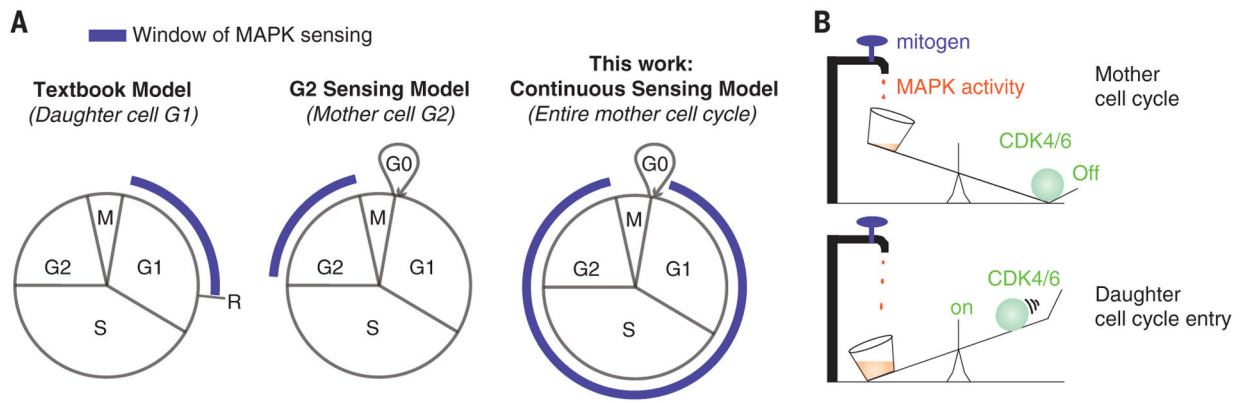 A
Window of MAPK sensing
Textbook Model
(Daughter cell G1)
M
G2
G1
S
R
G2 Sensing Model
(Mother cell G2)
G0
M
G2
G1
S
This work:
Continuous Sensing Model
(Entire mother cell cycle)
G0
M
G2
G1
S
B
mitogen
MAPK activity
Mother
cell cycle
CDK4/6
Off
CDK4/6
on
Daughter
cell cycle entry